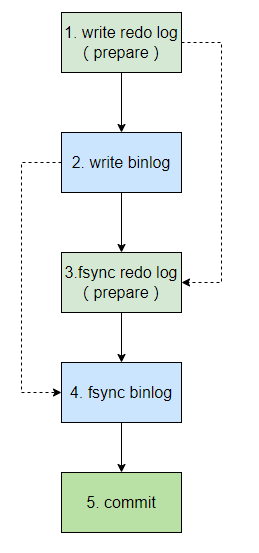 1. write redo log
( prepare )
2. write binlog
3.fsync redo log
( prepare )
4. fsync binlog
5. commit